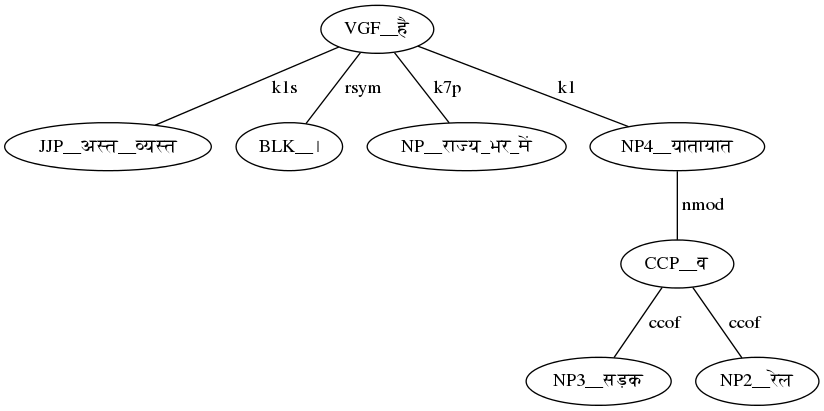 VGF__है
k1s rsym k7p k1
JJP__अस्त__व्यस्त BLK__। NP__राज्य_भर_में NP4__यातायात
nmod
CCP__व
ccof ccof
NP3__सड़क NP2__रेल